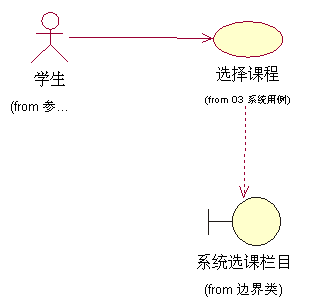 学生
(from 参...
选择课程
(from 03 系统用例)
系统选课栏目
(from 边界类)